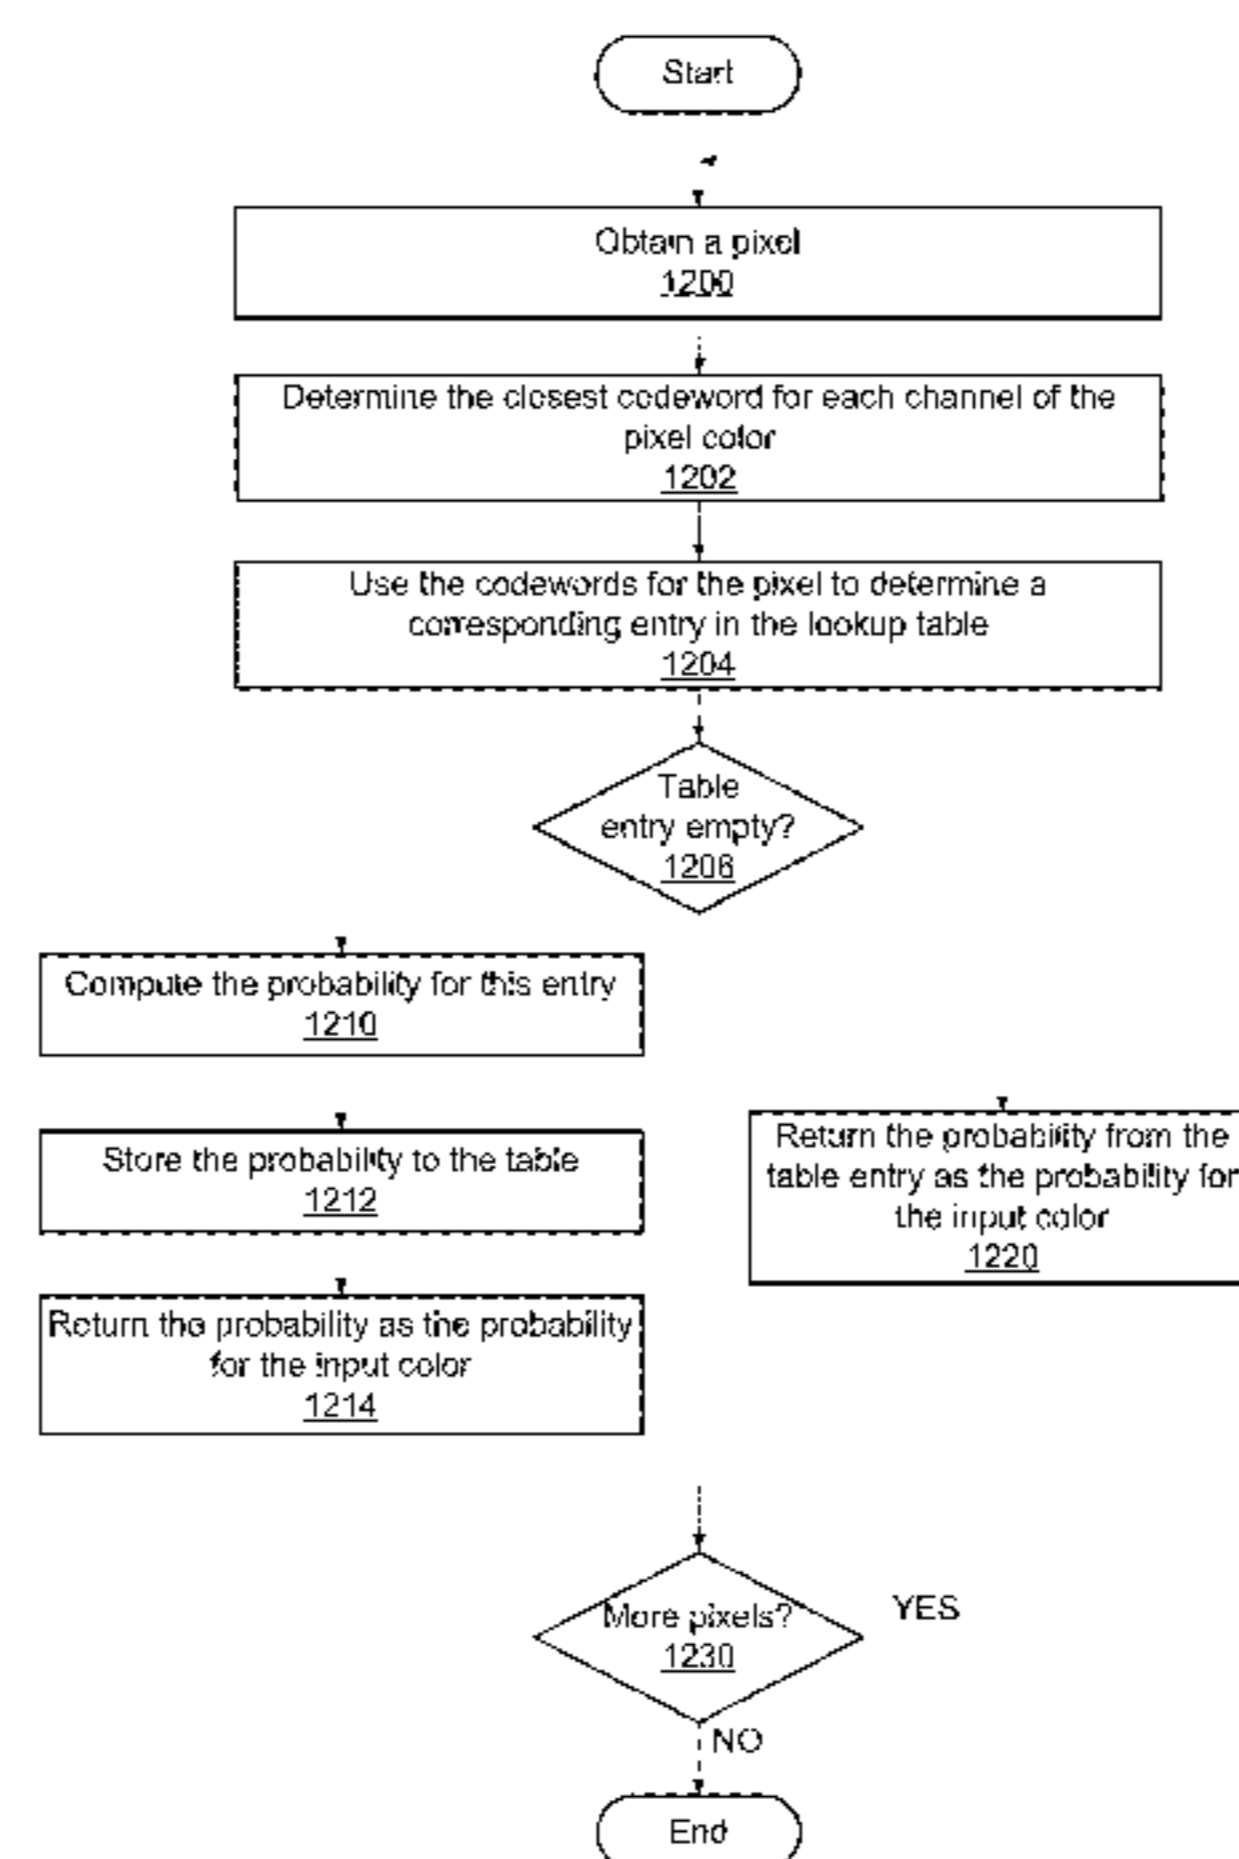 Start
Obtain a pixel
1200
Determine the closest codeword for each channel of the
pixel color
1202
Use the codewords for the pixel to determine a
corresponding entry in the lookup table
1204
Table
entry empty?
1206
Compute the probability for this entry
1210
Store the probability to the table
1212
Return the probability from the
table entry as the probability for
the input color
1220
Return the probability as the probability
for the input color
1214
More pixels?
1230
YES
NO
End